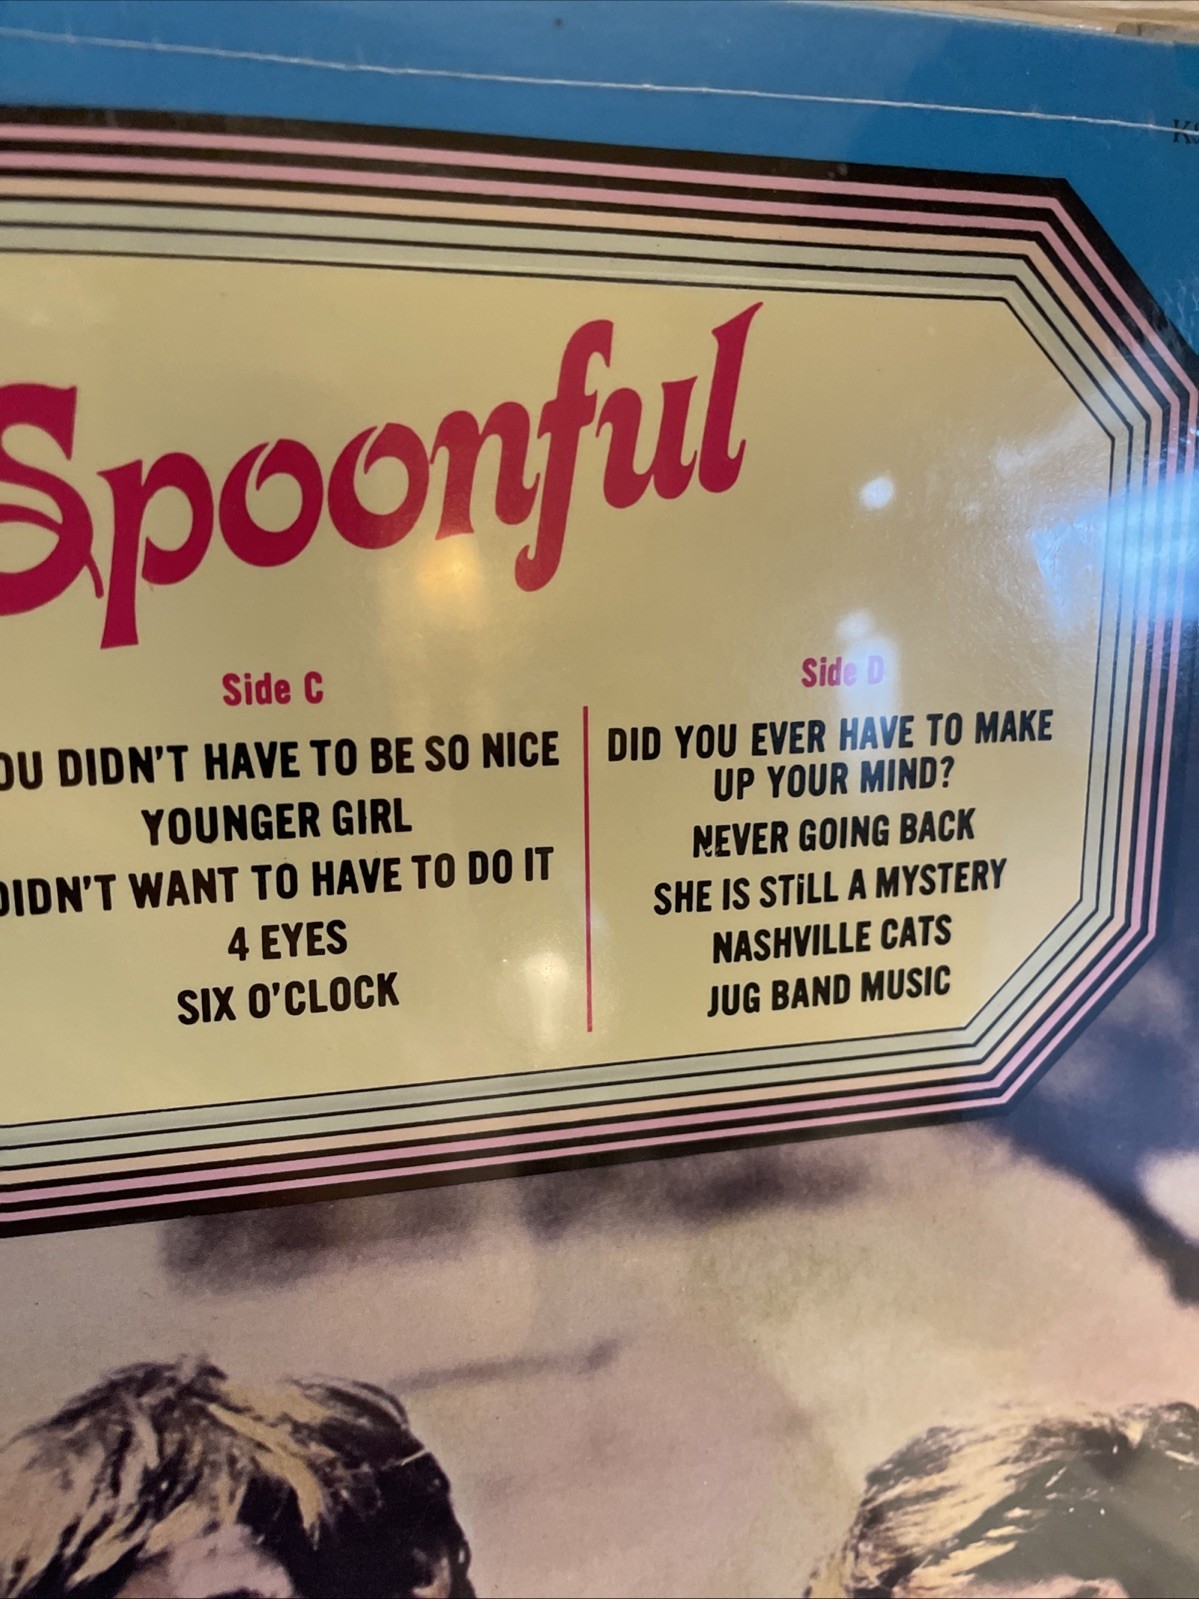 KS
Spoonful
Side C
OU DIDN'T HAVE TO BE SO NICE
YOUNGER GIRL
DIDN'T WANT TO HAVE TO DO IT
4 EYES
SIX O'CLOCK
Side D
DID YOU EVER HAVE TO MAKE
UP YOUR MIND?
NEVER GOING BACK
SHE IS STiLL A MYSTERY
NASHVILLE CATS
JUG BAND MUSIC